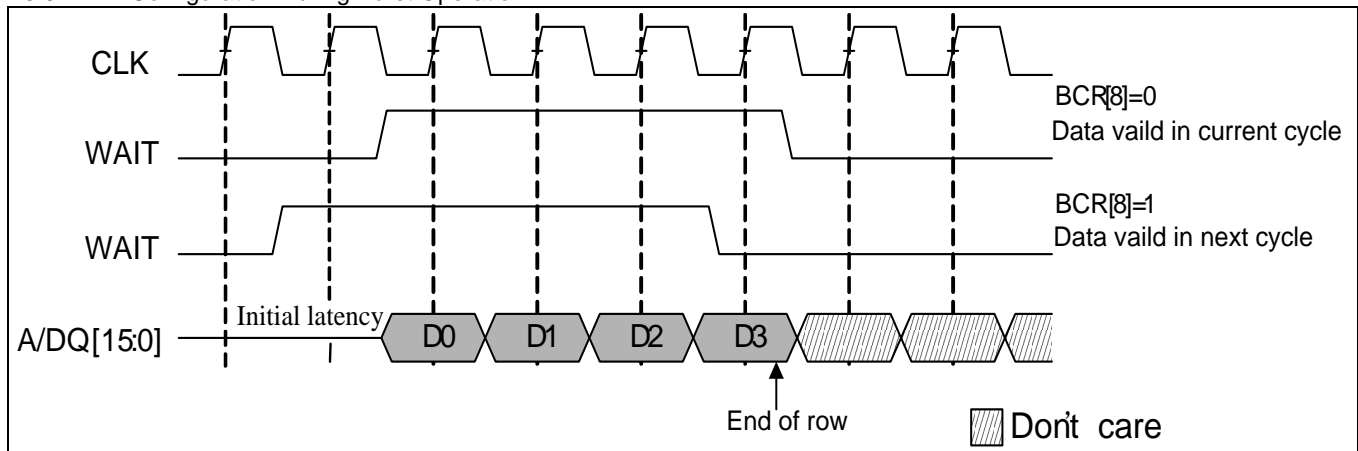 CLK
BCR[8]=0
Data vaild in current cycle
WAIT
BCR[8]=1
Data vaild in next cycle
WAIT
Initial latency
A/DQ[15:0]
D0
D1
D2
D3
End of row
Don't care